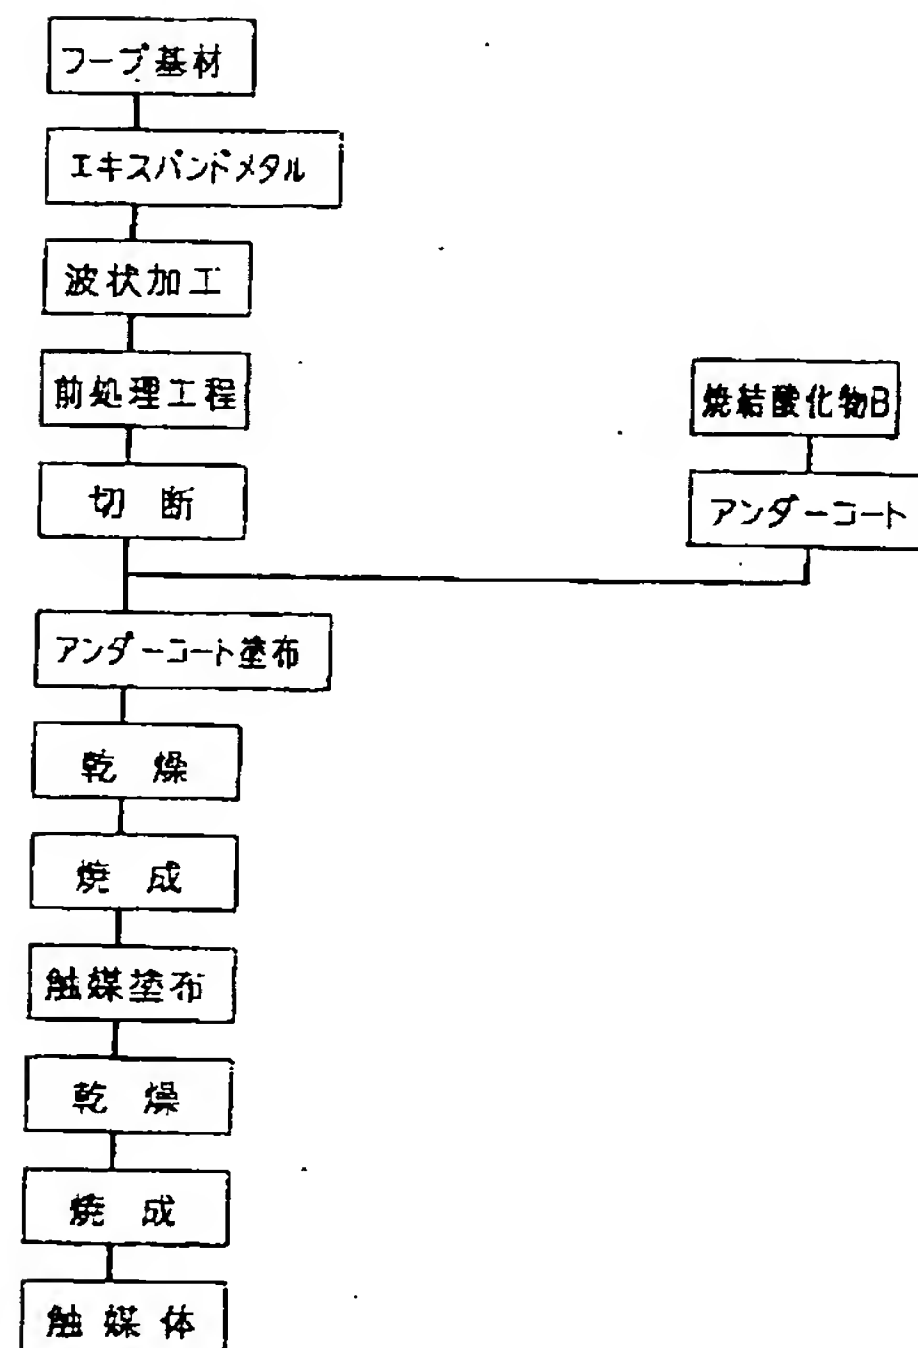 フープ基材
エキスパンドメタル
波状加工
前処理工程
切断
焼結酸化物B
アンダーコート
アンダーコート塗布
乾燥
焼成
触媒塗布
乾燥
焼成
触媒体